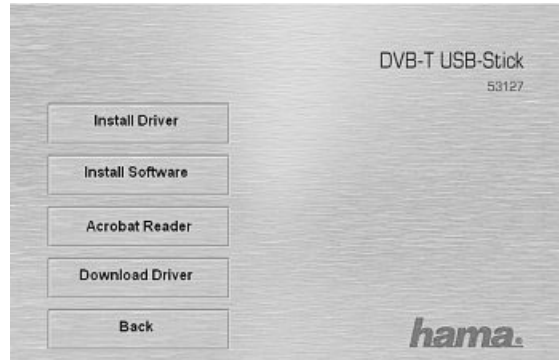 DVB-T USB-Stick
53127
Install Driver
Install Software
Acrobat Reader
Download Driver
Back
hama.